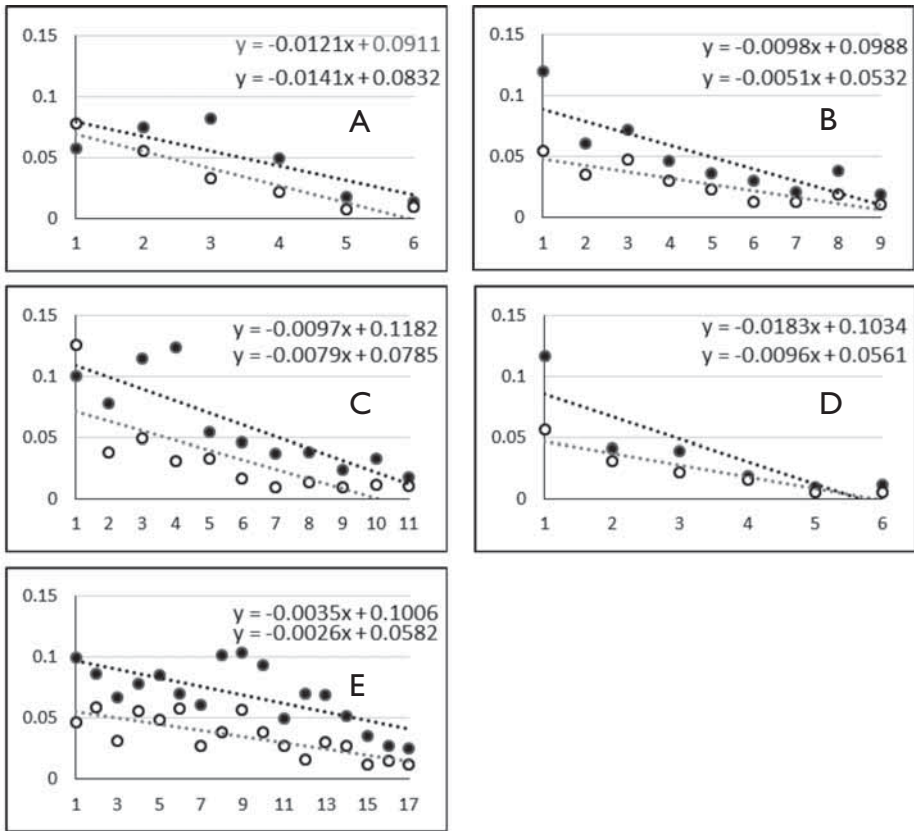 0.15
y = -0.0121x + 0.0911
y = -0.0141x + 0.0832
0.1
A
0.05
0
1 2 3 4 5 6
0.15
y = -0.0098x + 0.0988
y = -0.0051x + 0.0532
0.1
B
0.05
0
1 2 3 4 5 6 7 8 9
0.15
y = -0.0097x + 0.1182
y = -0.0079x + 0.0785
0.1
C
0.05
0
1 2 3 4 5 6 7 8 9 10 11
0.15
y = -0.0183x + 0.1034
y = -0.0096x + 0.0561
0.1
D
0.05
0
1 2 3 4 5 6
0.15
y = -0.0035x + 0.1006
y = -0.0026x + 0.0582
0.1
E
0.05
0
1 3 5 7 9 11 13 15 17